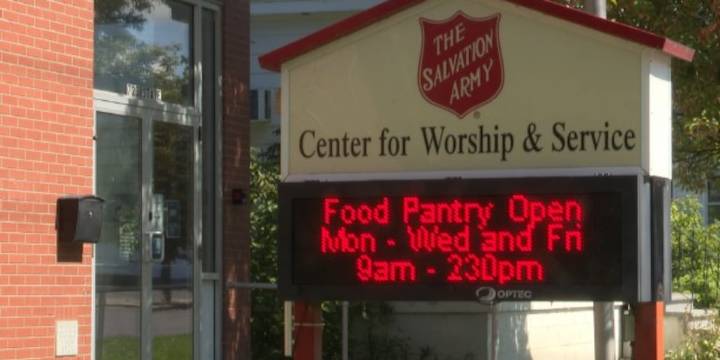 THE
SALVATION
ARMY
Center for Worship & Service
Food Pantry Open
Mon - Wed and Fri
9am - 230pm
OPTEC